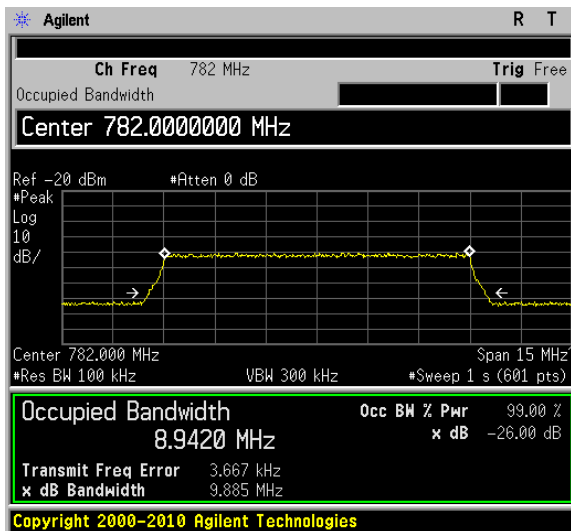 Agilent R T
Ch Freq 782 MHz Trig Free
Occupied Bandwidth
Center 782.0000000 MHz
Ref -20 dBm #Atten 0 dB
#Peak
Log
10
dB/
Center 782.000 MHz Span 15 MHz
#Res BW 100 kHz VBW 300 kHz #Sweep 1 s (601 pts)
Occupied Bandwidth Occ BW % Pwr 99.00 %
8.9420 MHz x dB -26.00 dB
Transmit Freq Error 3.667 kHz
x dB Bandwidth 9.885 MHz
Copyright 2000-2010 Agilent Technologies